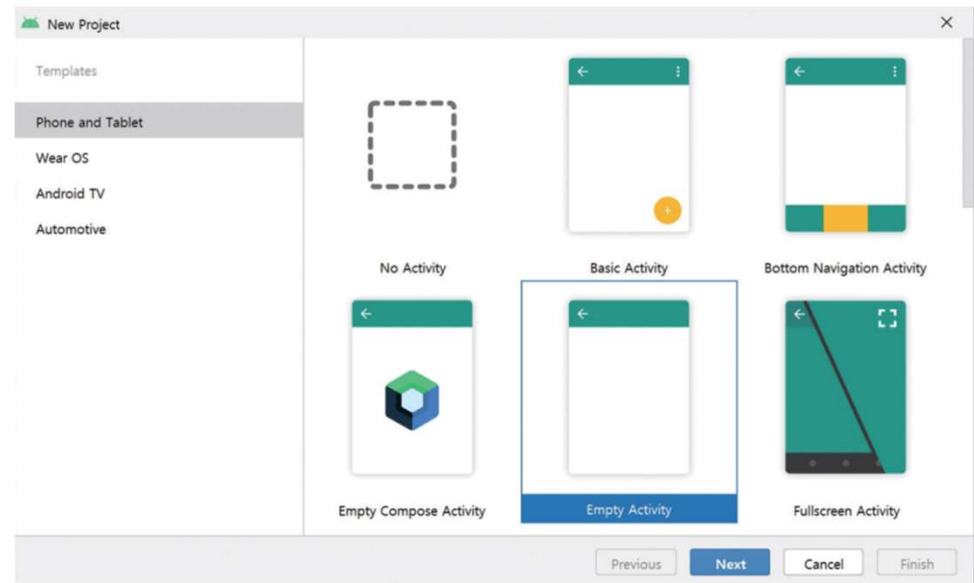 New Project
Templates
Phone and Tablet
Wear OS
Android TV
Automotive
No Activity
Basic Activity
Bottom Navigation Activity
Empty Compose Activity
Empty Activity
Fullscreen Activity
Previous
Next
Cancel
Finish